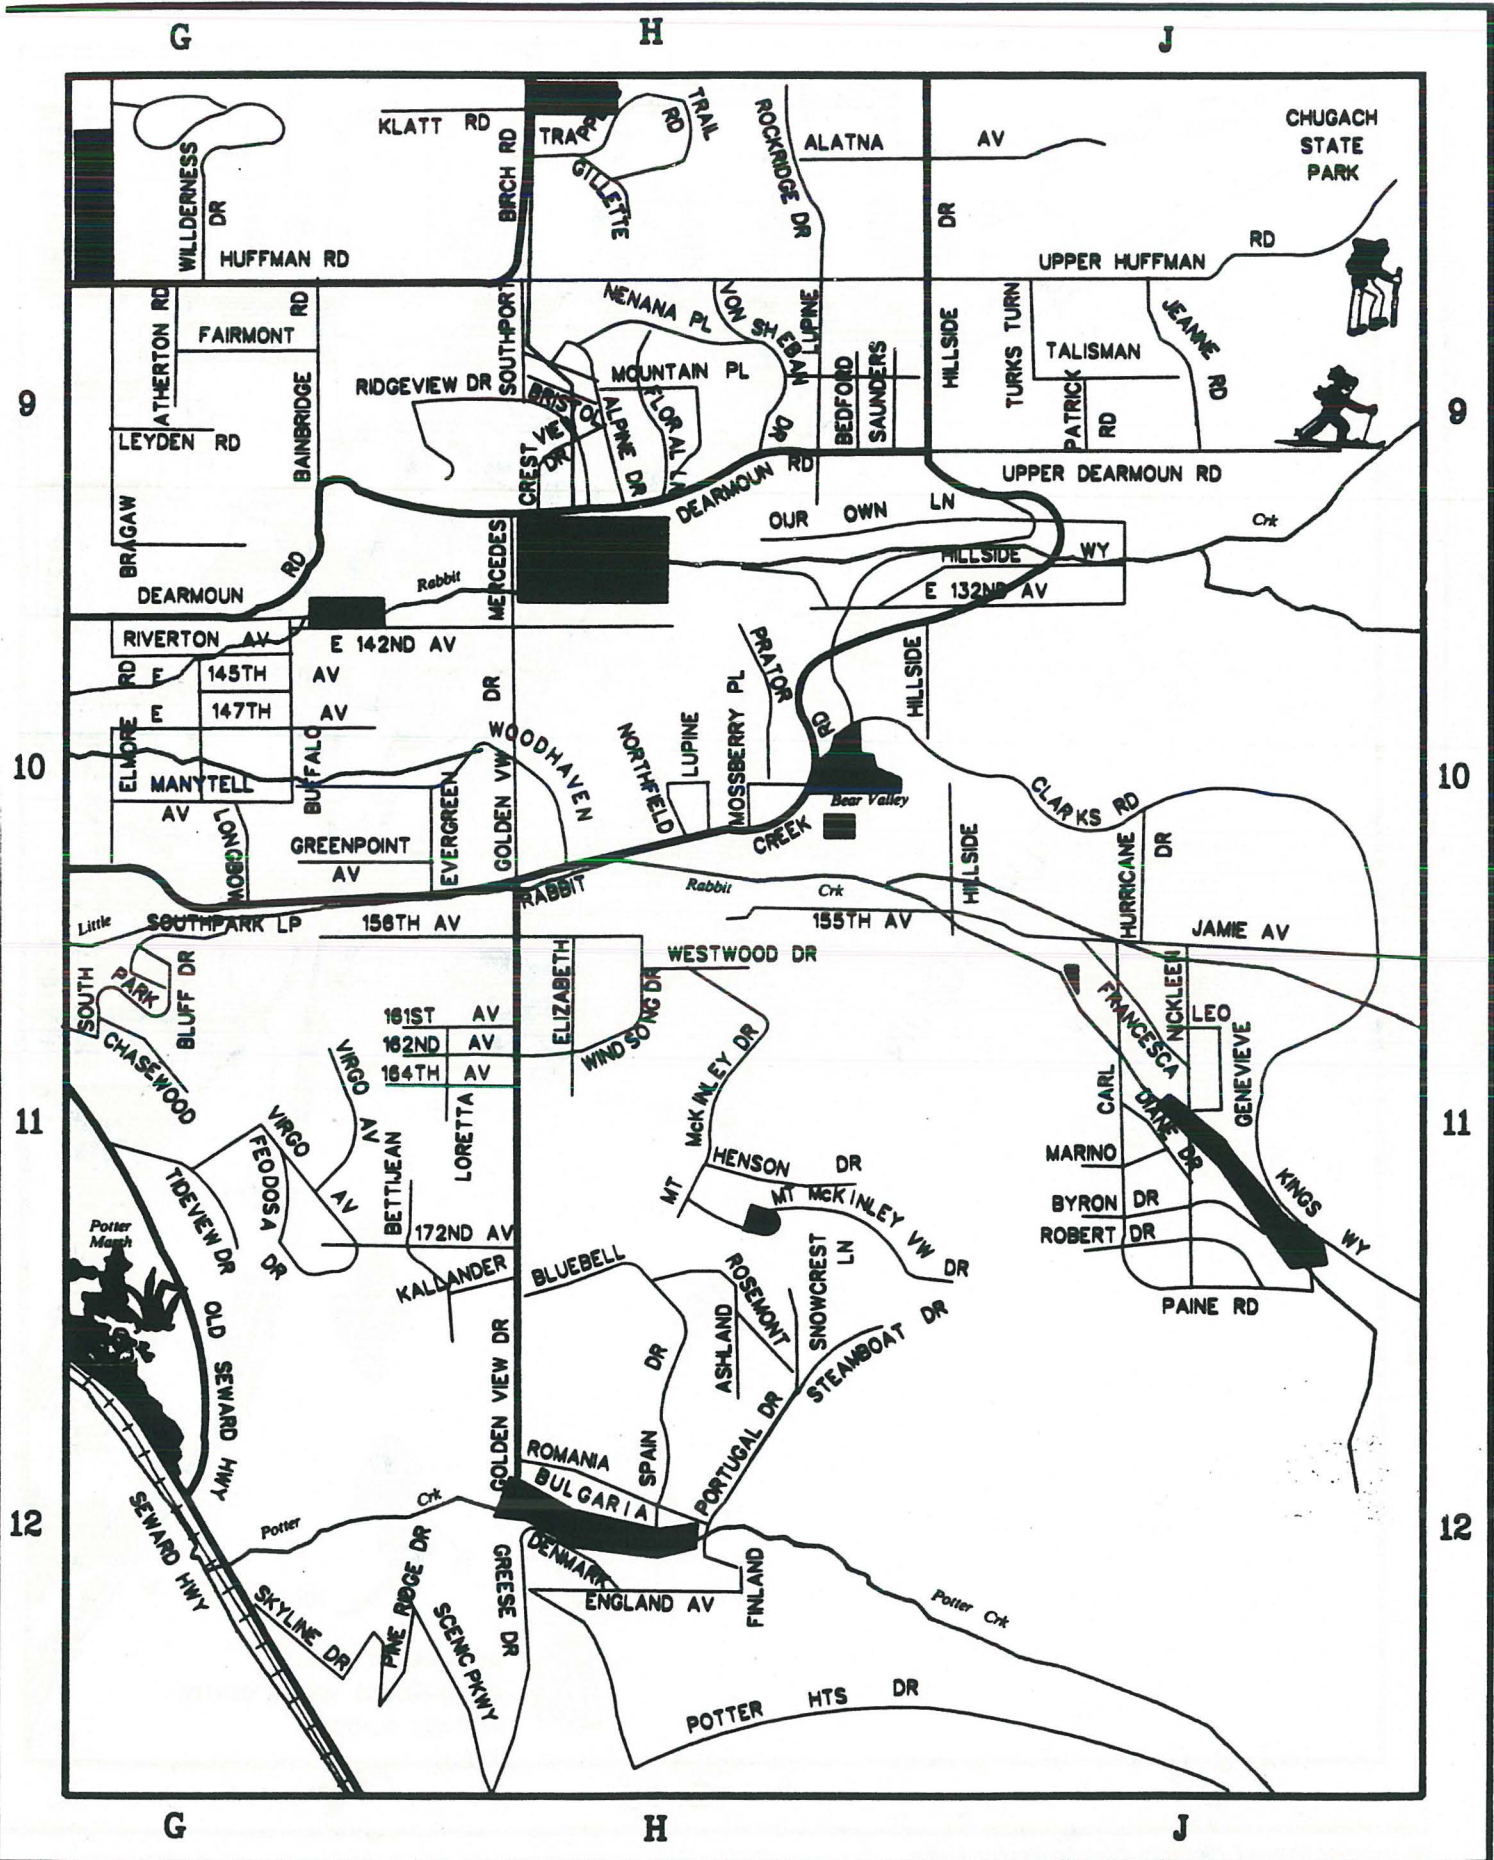 G
H
J
KLATT RD
BIRCH RD
TRAPP
RD
TRAIL
GILLETTE
ROCKRIDGE DR
ALATNA AV
CHUGACH
STATE
PARK
WILLDERNESS
DR
HUFFMAN RD
DR
UPPER HUFFMAN RD
ATHERTON RD
FAIRMONT
RD
BAINBRIDGE
SOUTHPORT
NENANA PL
VON SHEBAN
DR
LUPINE
HILLSIDE
TURKS TURN
TALISMAN
JEANNE RD
PATRICK
RD
9
RIDGEVIEW DR
BRISTOL
MOUNTAIN PL
FLORAL LN
ALPINE DR
VIEW
DR
CREST
BEDFORD
SAUNDERS
9
LEYDEN RD
DEARMOUN RD
UPPER DEARMOUN RD
BRAGAW
OUR OWN LN
Crk
HILLSIDE WY
E 132ND AV
MERCEDES
Rabbit
DEARMOUN
RD
RIVERTON AV
E 142ND AV
RD
E 145TH AV
E 147TH AV
DR
PRATOR
RD
HILLSIDE
10
ELMORE
MANYTELL
AV
BUFFALO
LONGBOW
GREENPOINT
AV
EVERGREEN
GOLDEN VW
WOODHAVEN
NORTHFIELD
LUPINE
MOSSBERRY PL
Bear Valley
CLARKS RD
10
CREEK
RABBIT
HILLSIDE
HURRICANE
DR
Rabbit Crk
Little
SOUTHPARK LP
156TH AV
155TH AV
JAMIE AV
SOUTH
PARK
BLUFF DR
ELIZABETH
WESTWOOD DR
WIND SONG DR
FRANCESCA
NICKLEEN
LEO
GENEVIEVE
CHASEWOOD
161ST AV
162ND AV
164TH AV
VIRGO
AV
LORETTA
McKINLEY DR
MT
CARL
DIANE DR
11
VIRGO
AV
FEODOSA
DR
BETTIJEAN
HENSON DR
MARINO
11
TIDEVIEW DR
172ND AV
MT McKINLEY VW DR
BYRON DR
ROBERT DR
KINGS WY
Potter
Marsh
KALLANDER
BLUEBELL
ROSEMONT
SNOWCREST
LN
PAINE RD
OLD SEWARD HWY
GOLDEN VIEW DR
DR
SPAIN
ASHLAND
STEAMBOAT DR
PORTUGAL DR
ROMANIA
BULGARIA
12
SEWARD HWY
Potter Crk
12
DENMARK
GREESE DR
ENGLAND AV
FINLAND
Potter Crk
SKYLINE DR
PINE RIDGE DR
SCENIC PKWY
POTTER HTS DR
G
H
J